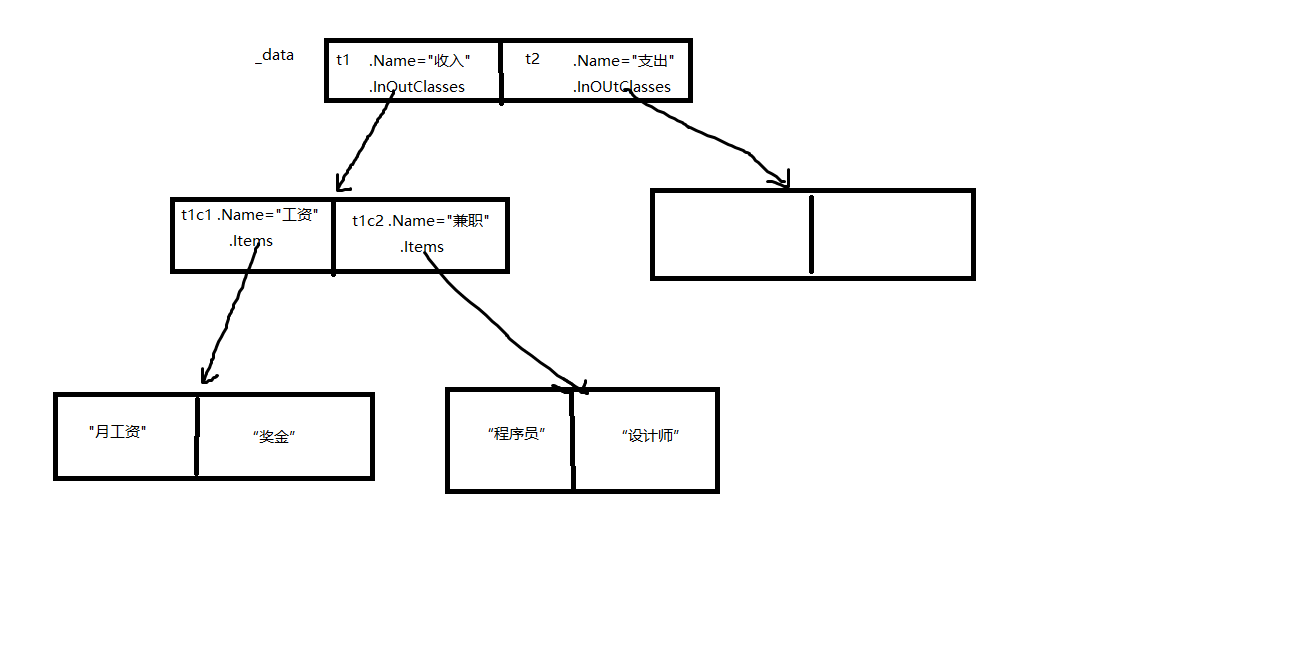 _data
t1 .Name="收入"
.InOutClasses
t2 .Name="支出"
.InOUtClasses
t1c1 .Name="工资"
.Items
t1c2 .Name="兼职"
.Items
"月工资"
“奖金”
“程序员”
“设计师”